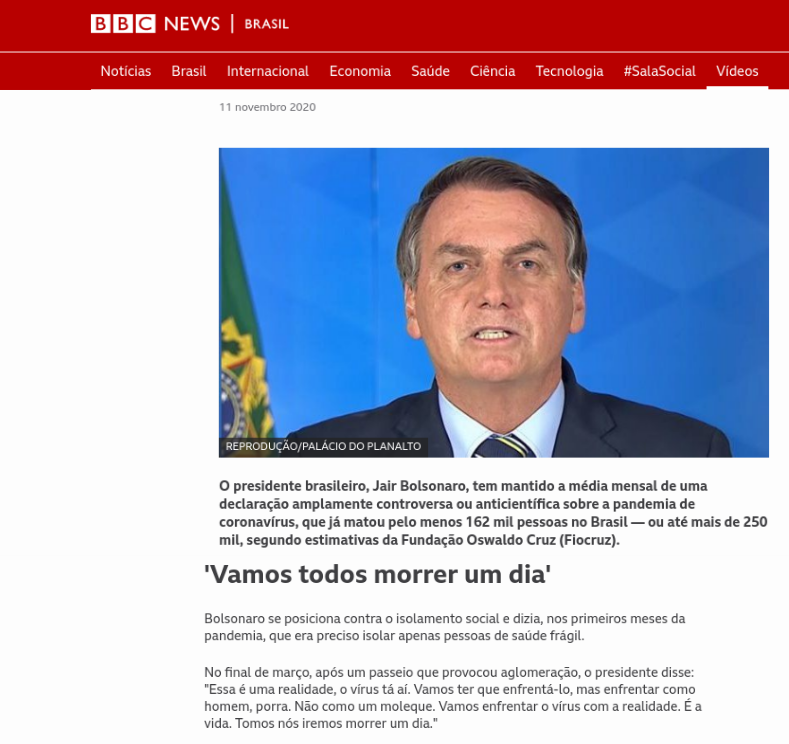 BBC NEWS | BRASIL
Notícias Brasil Internacional Economia Saúde Ciência Tecnologia #SalaSocial Vídeos
11 novembro 2020
REPRODUÇÃO/PALÁCIO DO PLANALTO
O presidente brasileiro, Jair Bolsonaro, tem mantido a média mensal de uma
declaração amplamente controversa ou anticientífica sobre a pandemia de
coronavírus, que já matou pelo menos 162 mil pessoas no Brasil — ou até mais de 250
mil, segundo estimativas da Fundação Oswaldo Cruz (Fiocruz).
'Vamos todos morrer um dia'
Bolsonaro se posiciona contra o isolamento social e dizia, nos primeiros meses da
pandemia, que era preciso isolar apenas pessoas de saúde frágil.
No final de março, após um passeio que provocou aglomeração, o presidente disse:
"Essa é uma realidade, o vírus tá aí. Vamos ter que enfrentá-lo, mas enfrentar como
homem, porra. Não como um moleque. Vamos enfrentar o vírus com a realidade. É a
vida. Tomos nós iremos morrer um dia."